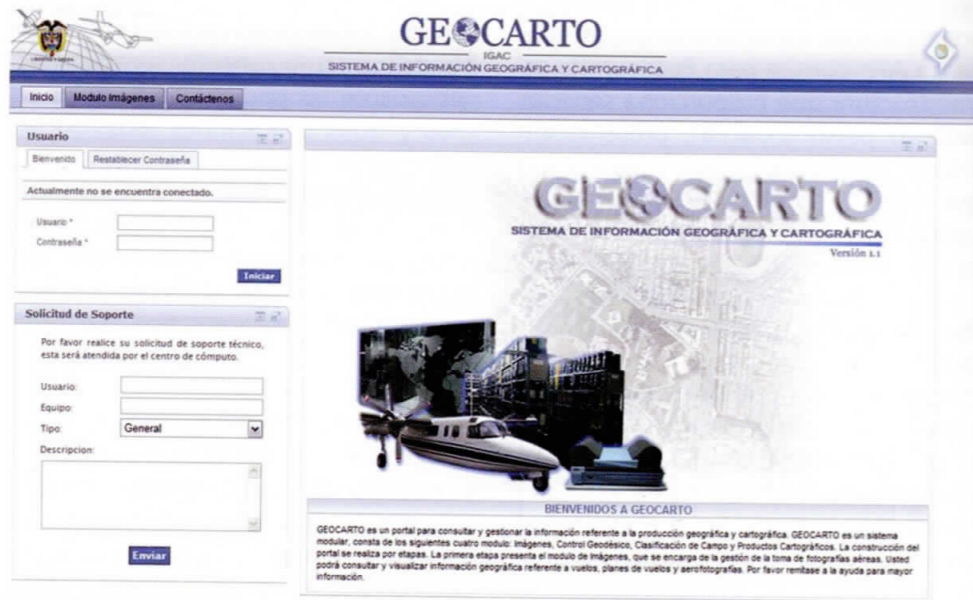 LIBERTAD Y ORDEN
GEOCARTO
IGAC
SISTEMA DE INFORMACIÓN GEOGRÁFICA Y CARTOGRÁFICA
Inicio Modulo Imágenes Contáctenos
Usuario
Bienvenido Restablecer Contraseña
Actualmente no se encuentra conectado.
Usuario *
Contraseña *
Iniciar
Solicitud de Soporte
Por favor realice su solicitud de soporte técnico,
esta será atendida por el centro de cómputo.
Usuario:
Equipo:
Tipo: General
Descripcion:
Enviar
GEOCARTO
SISTEMA DE INFORMACIÓN GEOGRÁFICA Y CARTOGRÁFICA
Versión 1.1
BIENVENIDOS A GEOCARTO
GEOCARTO es un portal para consultar y gestionar la información referente a la producción geográfica y cartográfica. GEOCARTO es un sistema
modular, consta de los siguientes cuatro modulo: Imágenes, Control Geodésico, Clasificación de Campo y Productos Cartográficos. La construcción del
portal se realiza por etapas. La primera etapa presenta el modulo de Imágenes, que se encarga de la gestión de la toma de fotografías aéreas. Usted
podrá consultar y visualizar información geográfica referente a vuelos, planes de vuelos y aerofotografías. Por favor remitase a la ayuda para mayor
información.